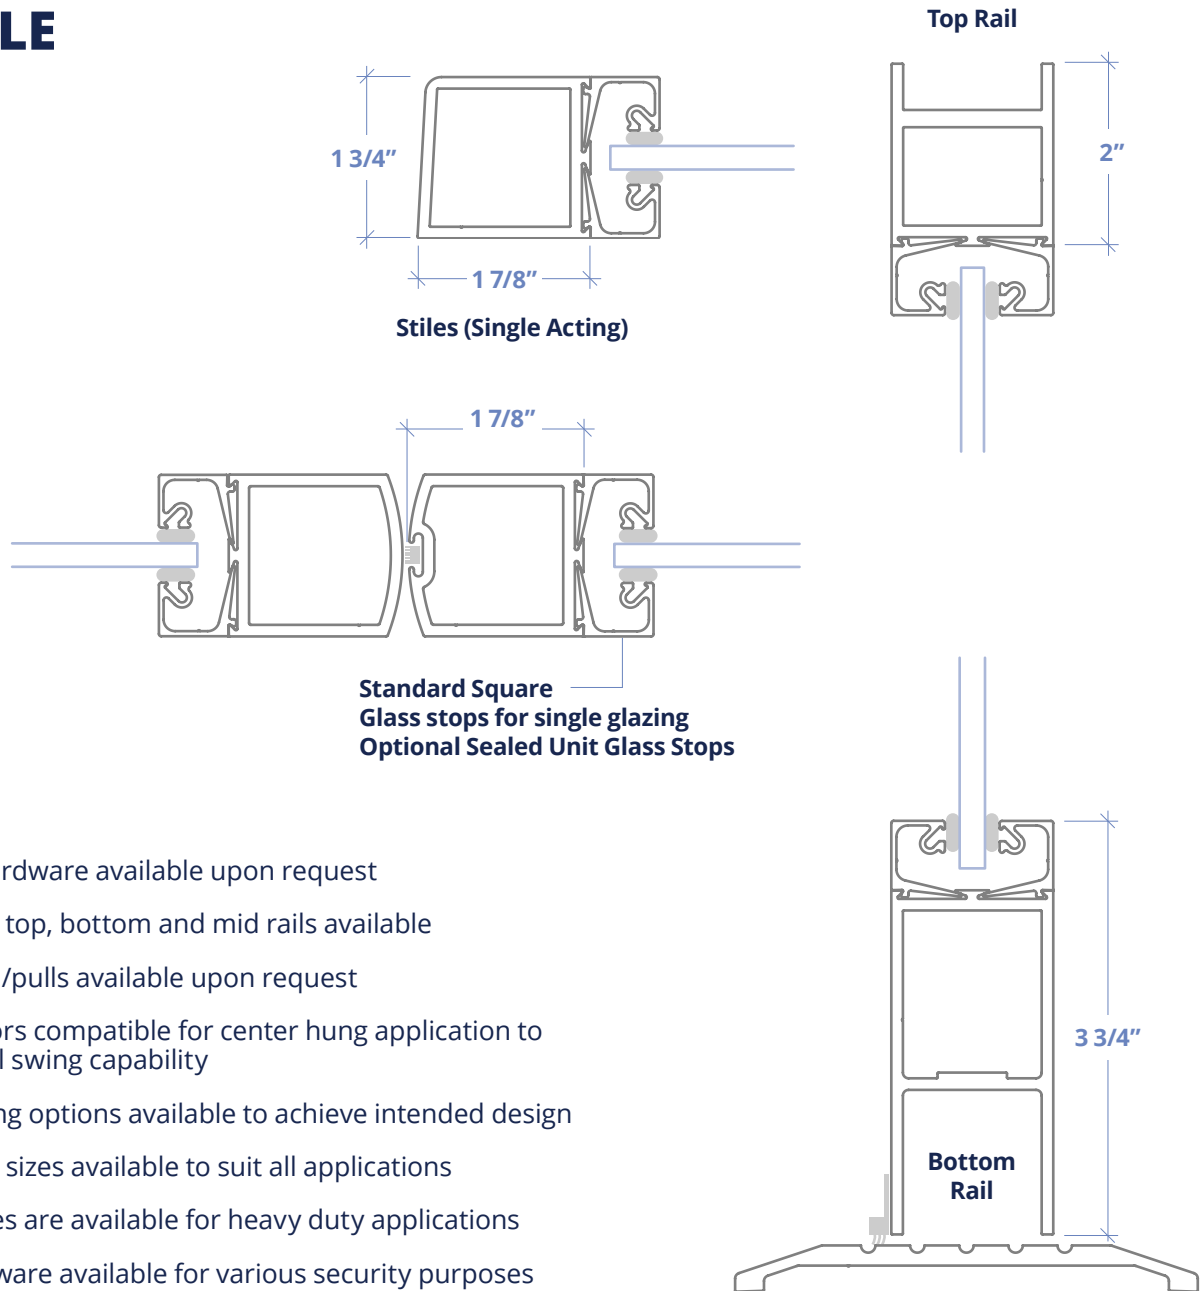 LE
Top Rail
1 3/4”
2”
1 7/8”
Stiles (Single Acting)
1 7/8”
Standard Square
Glass stops for single glazing
Optional Sealed Unit Glass Stops
rdware available upon request
top, bottom and mid rails available
/pulls available upon request
rs compatible for center hung application to
swing capability
ng options available to achieve intended design
sizes available to suit all applications
es are available for heavy duty applications
ware available for various security purposes
3 3/4”
Bottom
Rail